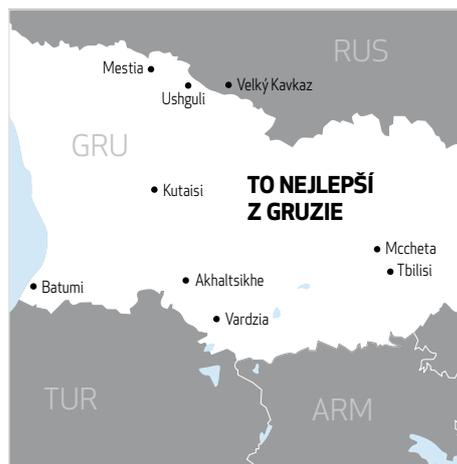 RUS
Mestia
Velký Kavkaz
Ushguli
GRU
Kutaisi
TO NEJLEPŠÍ
Z GRUZIE
Mccheta
Tbilisi
Akhaltsikhe
Batumi
Vardzia
TUR
ARM